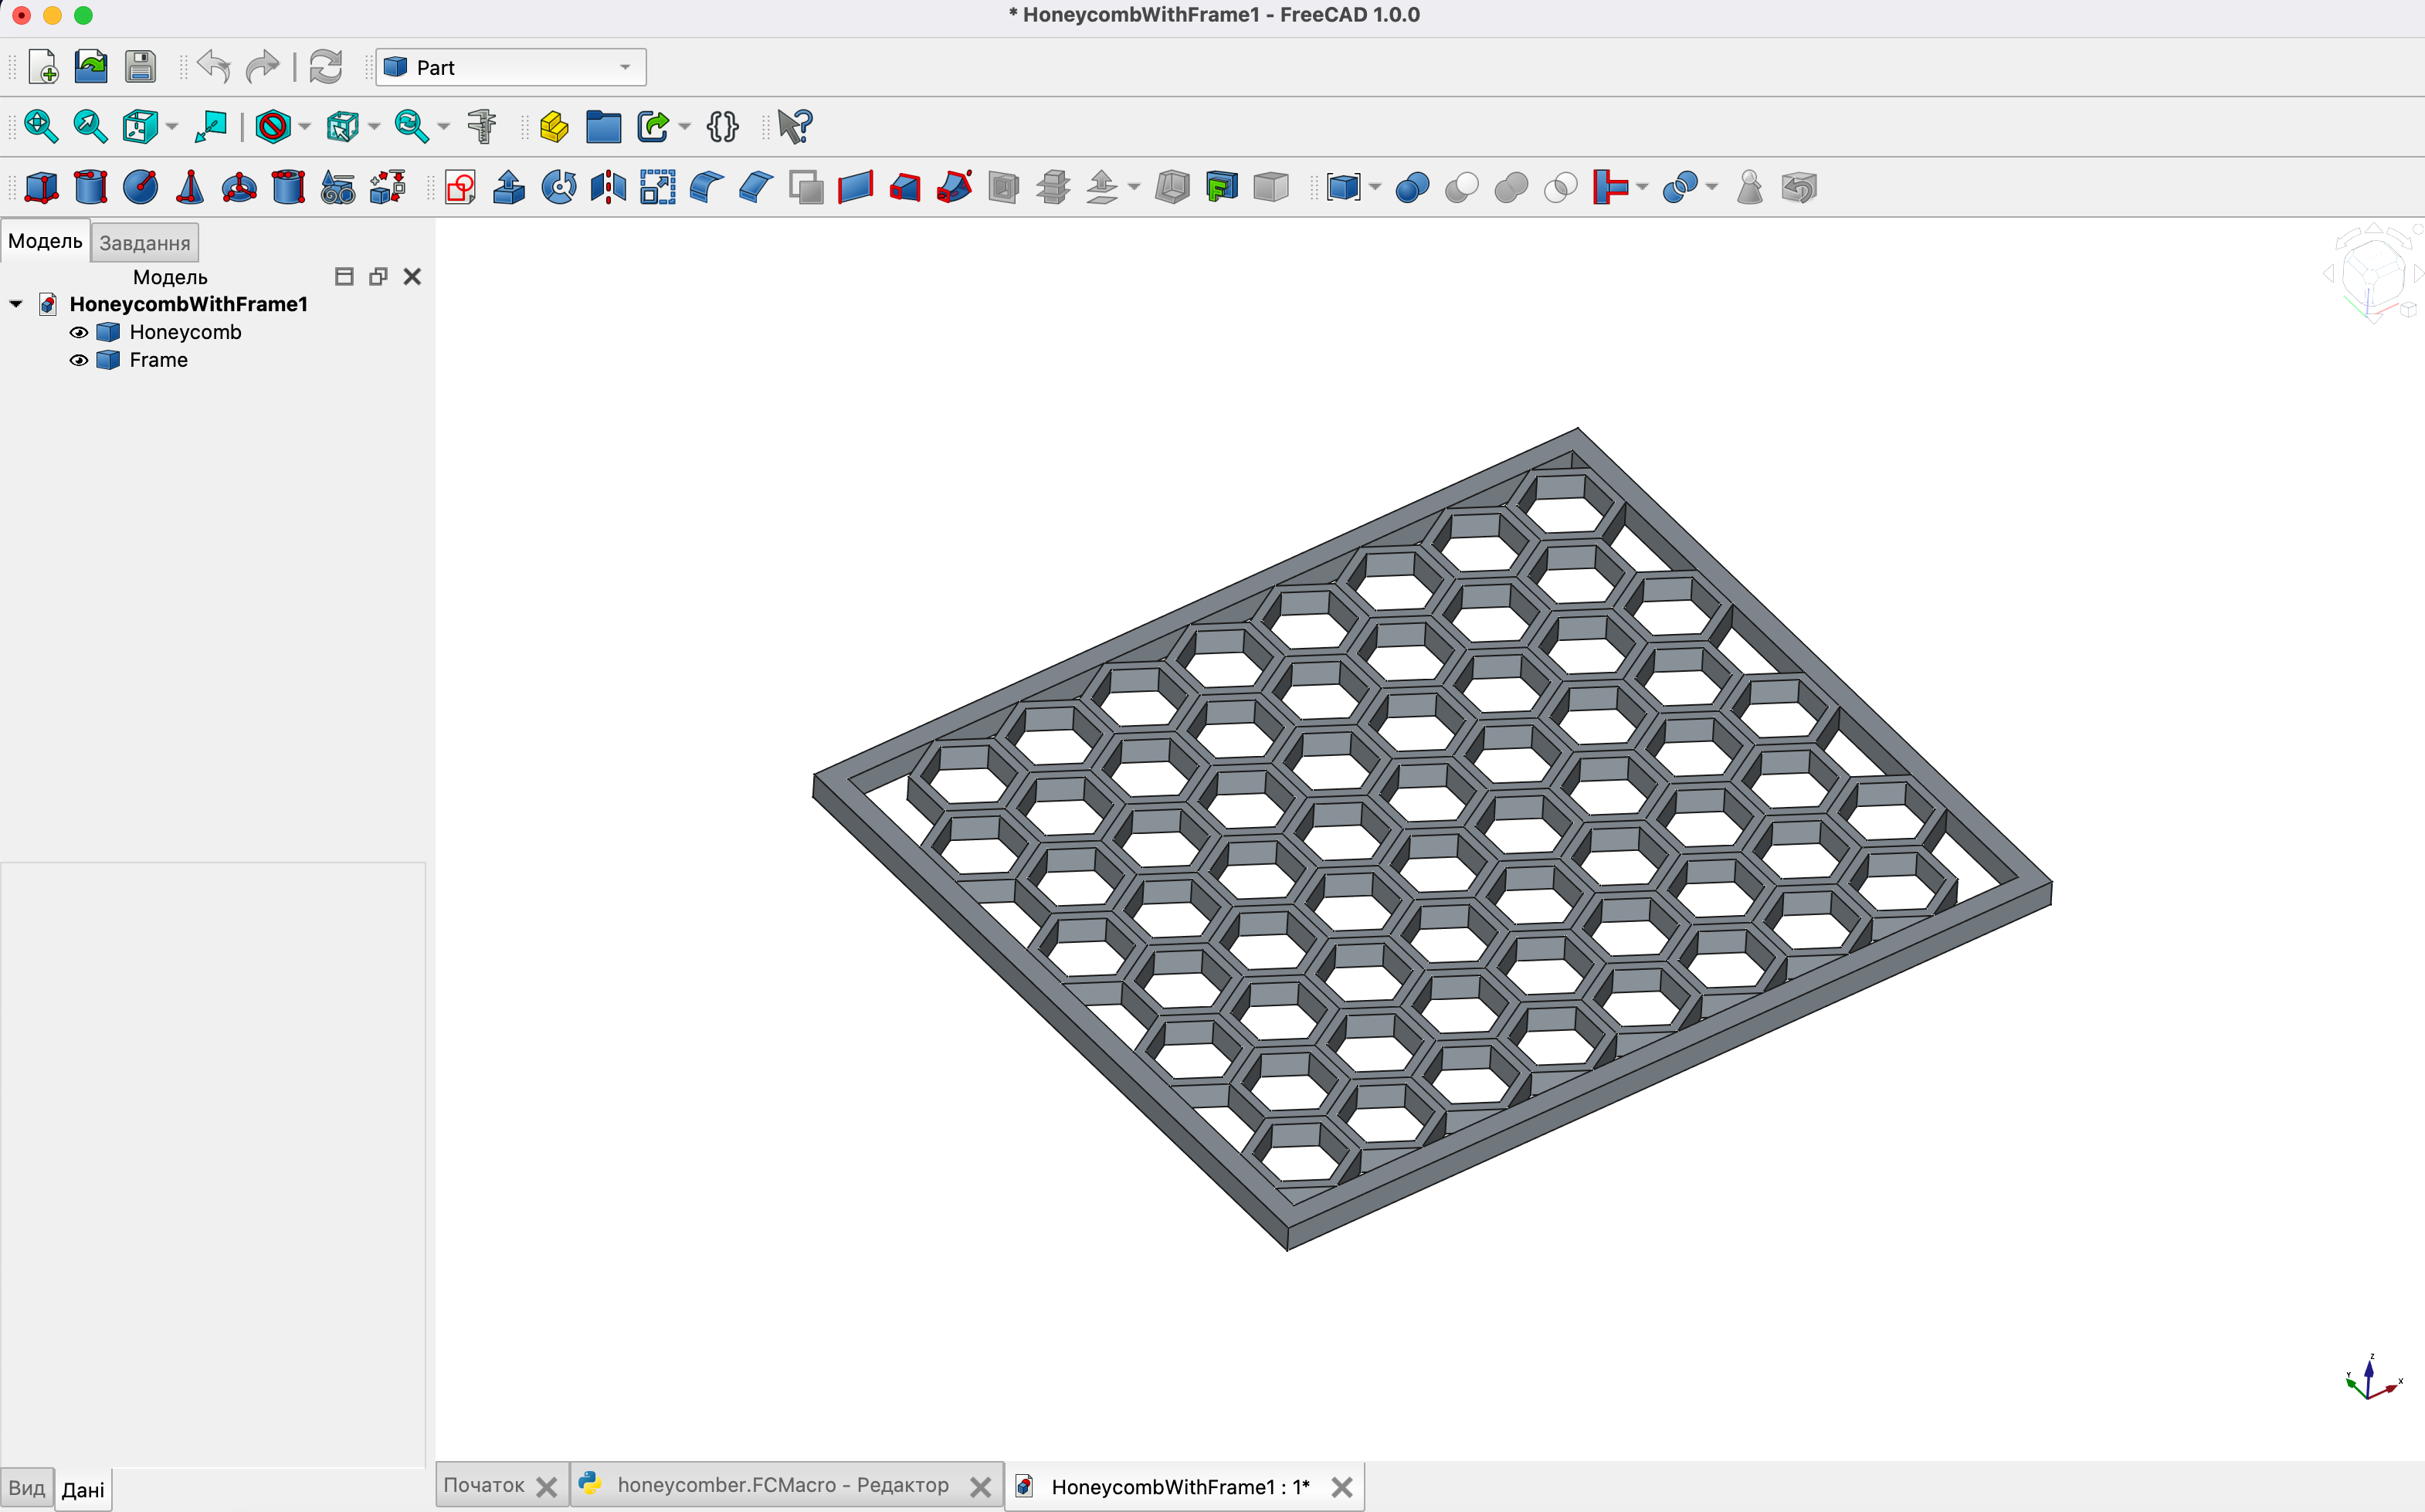 * HoneycombWithFrame1 - FreeCAD 1.0.0
Part
Модель
Завдання
Модель
HoneycombWithFrame1
Honeycomb
Frame
Z
Y
X
Вид
Дані
Початок
honeycomber.FCMacro - Редактор
HoneycombWithFrame1 : 1*